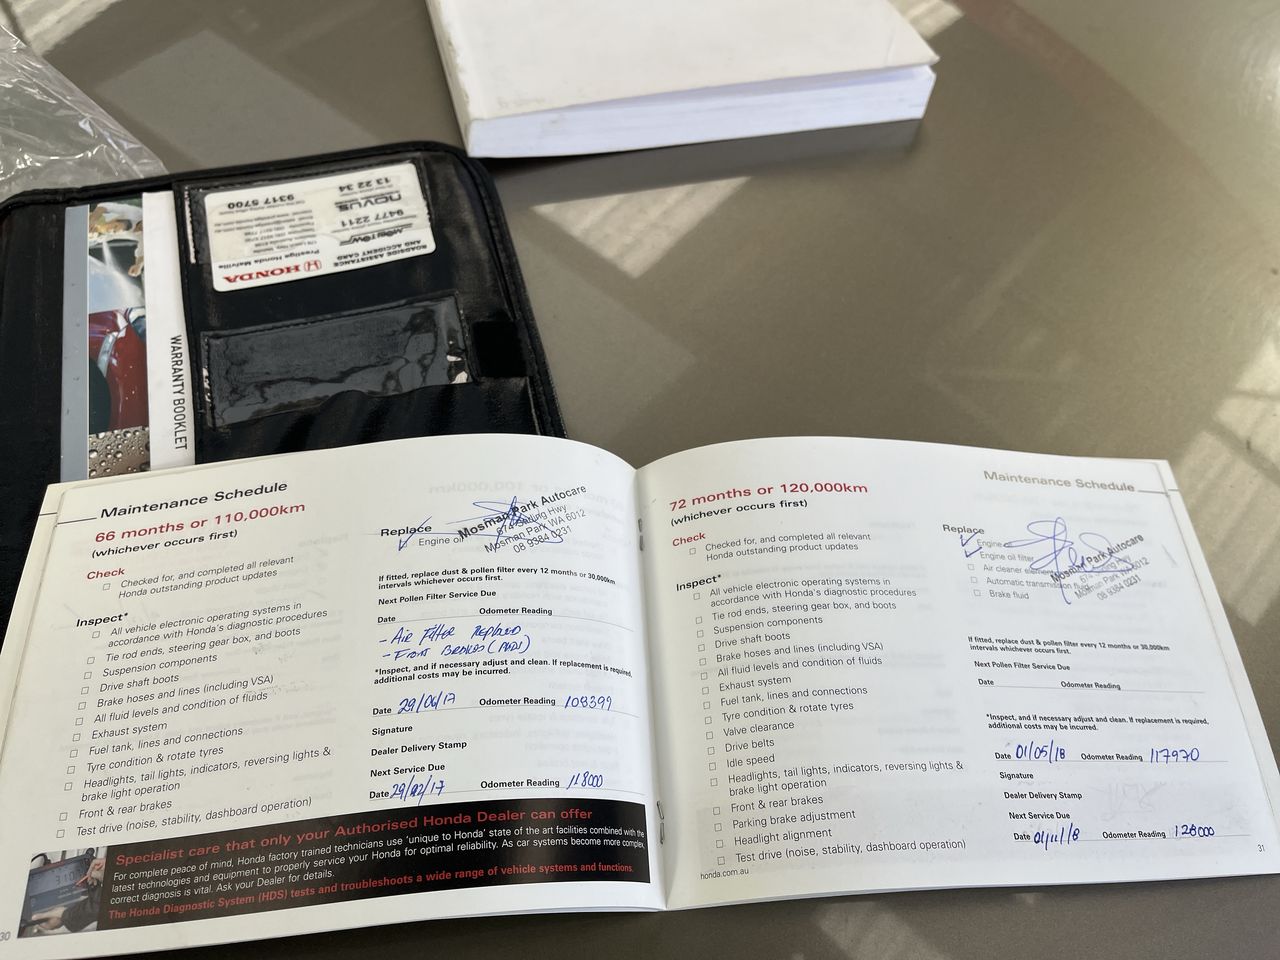 13 22 34
NOVUS
9317 5700
9477 2211
ROADSIDE ASSISTANCE
AND ACCIDENT CARD
HONDA
Prestige Honda Melville
WARRANTY BOOKLET
Maintenance Schedule
66 months or 110,000km
(whichever occurs first)
Check
□ Checked for, and completed all relevant
Honda outstanding product updates
Inspect*
□ All vehicle electronic operating systems in
accordance with Honda's diagnostic procedures
□ Tie rod ends, steering gear box, and boots
□ Suspension components
□ Drive shaft boots
□ Brake hoses and lines (including VSA)
□ All fluid levels and condition of fluids
□ Exhaust system
□ Fuel tank, lines and connections
□ Tyre condition & rotate tyres
□ Headlights, tail lights, indicators, reversing lights &
brake light operation
□ Front & rear brakes
□ Test drive (noise, stability, dashboard operation)
Replace
Engine oil
Mosman Park Autocare
574 Stirling Hwy
Mosman Park WA 6012
08 9384 0231
If fitted, replace dust & pollen filter every 12 months or 30,000km
intervals whichever occurs first.
Next Pollen Filter Service Due
Date Odometer Reading
- Air Filter Replaced
- Front Brakes (Pads)
*Inspect, and if necessary adjust and clean. If replacement is required,
additional costs may be incurred.
Date 29/06/17 Odometer Reading 108399
Signature
Dealer Delivery Stamp
Next Service Due
Date 29/12/17 Odometer Reading 118000
Specialist care that only your Authorised Honda Dealer can offer
For complete peace of mind, Honda factory trained technicians use 'unique to Honda' state of the art facilities combined with the
latest technologies and equipment to properly service your Honda for optimal reliability. As car systems become more complex,
correct diagnosis is vital. Ask your Dealer for details.
The Honda Diagnostic System (HDS) tests and troubleshoots a wide range of vehicle systems and functions.
30
Maintenance Schedule
72 months or 120,000km
(whichever occurs first)
Check
□ Checked for, and completed all relevant
Honda outstanding product updates
Inspect*
□ All vehicle electronic operating systems in
accordance with Honda's diagnostic procedures
□ Tie rod ends, steering gear box, and boots
□ Suspension components
□ Drive shaft boots
□ Brake hoses and lines (including VSA)
□ All fluid levels and condition of fluids
□ Exhaust system
□ Fuel tank, lines and connections
□ Tyre condition & rotate tyres
□ Valve clearance
□ Drive belts
□ Idle speed
□ Headlights, tail lights, indicators, reversing lights &
brake light operation
□ Front & rear brakes
□ Parking brake adjustment
□ Headlight alignment
□ Test drive (noise, stability, dashboard operation)
honda.com.au
Replace
Engine oil
Engine oil filter
□ Air cleaner element
□ Automatic transmission fluid
□ Brake fluid
Mosman Park Autocare
Mosman Park WA 6012
08 9384 0231
If fitted, replace dust & pollen filter every 12 months or 30,000km
intervals whichever occurs first.
Next Pollen Filter Service Due
Date Odometer Reading
*Inspect, and if necessary adjust and clean. If replacement is required,
additional costs may be incurred.
Date 01/05/18 Odometer Reading 117970
Signature
Dealer Delivery Stamp
Next Service Due
Date 01/11/18 Odometer Reading 128000
31